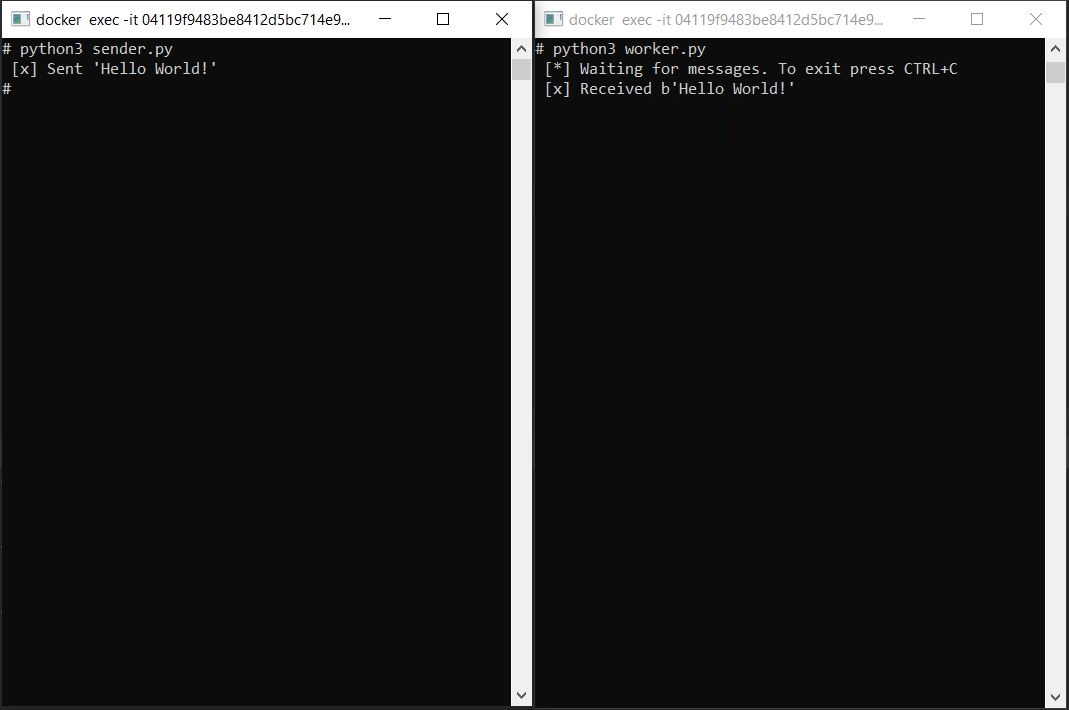 docker exec -it 04119f9483be8412d5bc714e9...
# python3 sender.py
[x] Sent 'Hello World!'
#
docker exec -it 04119f9483be8412d5bc714e9...
# python3 worker.py
[*] Waiting for messages. To exit press CTRL+C
[x] Received b'Hello World!'